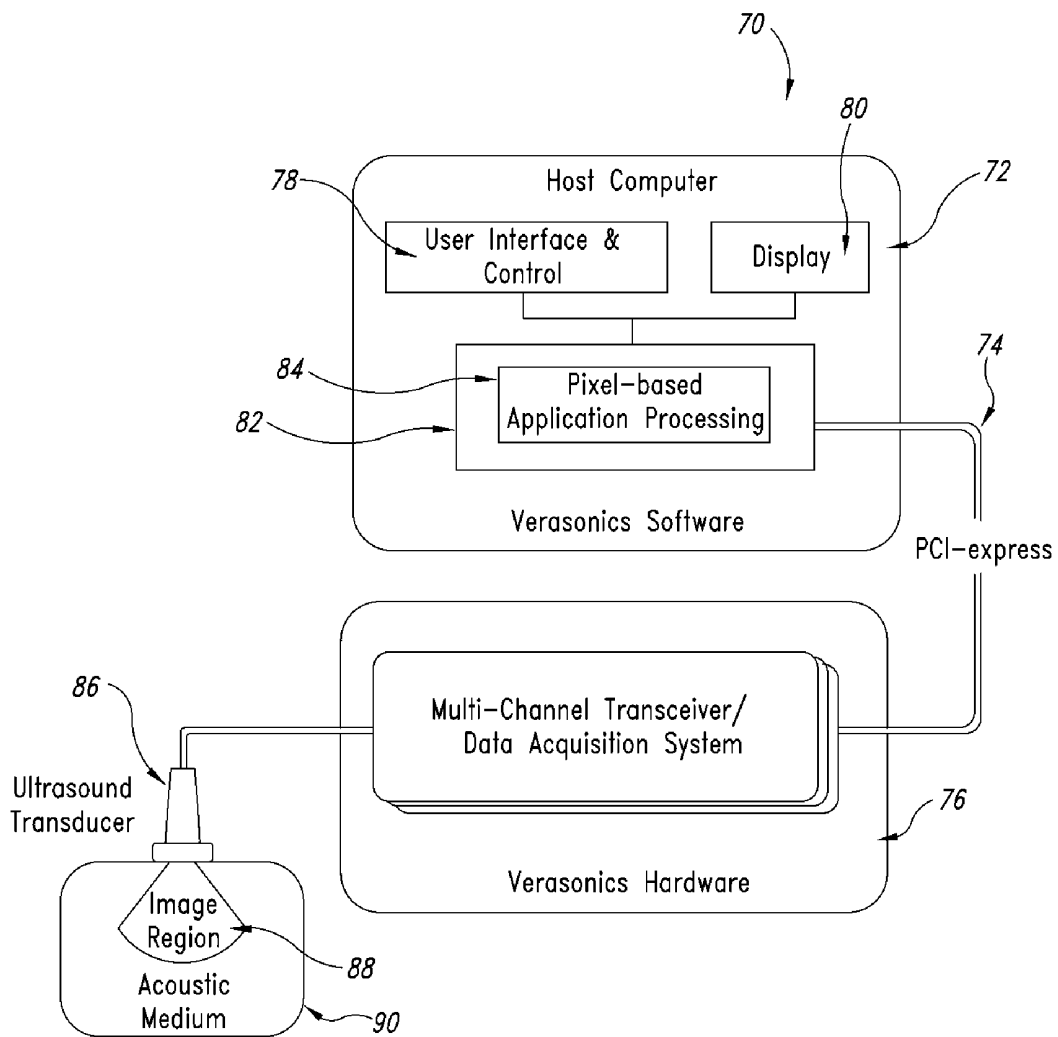 70
80
Host Computer
72
78
User Interface &
Control
Display
74
84
Pixel-based
Application Processing
82
Verasonics Software
PCI-express
86
Multi-Channel Transceiver/
Data Acquisition System
Ultrasound
Transducer
76
Verasonics Hardware
Image
Region
88
Acoustic
Medium
90